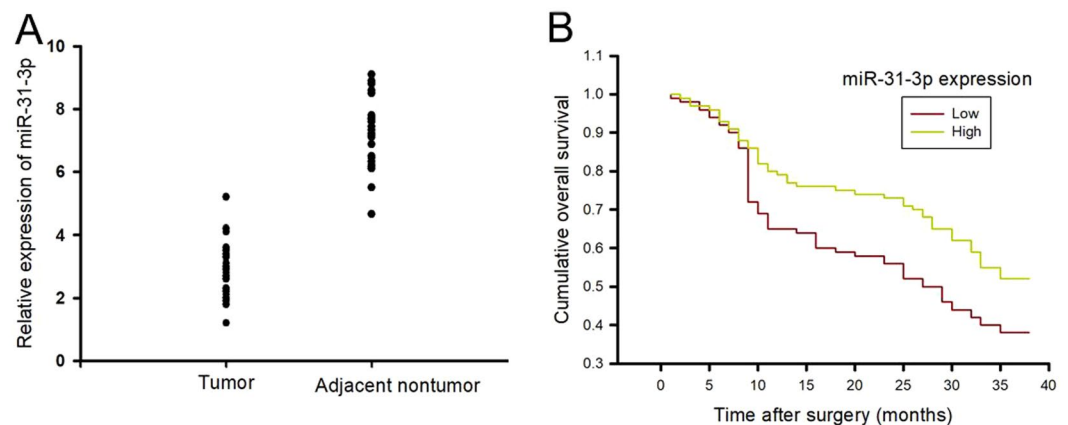 A
Relative expression of miR-31-3p
10
8
6
4
2
0
Tumor
Adjacent nontumor
B
Cumulative overall survival
1.1
1.0
0.9
0.8
0.7
0.6
0.5
0.4
0.3
miR-31-3p expression
Low
High
0 5 10 15 20 25 30 35 40
Time after surgery (months)